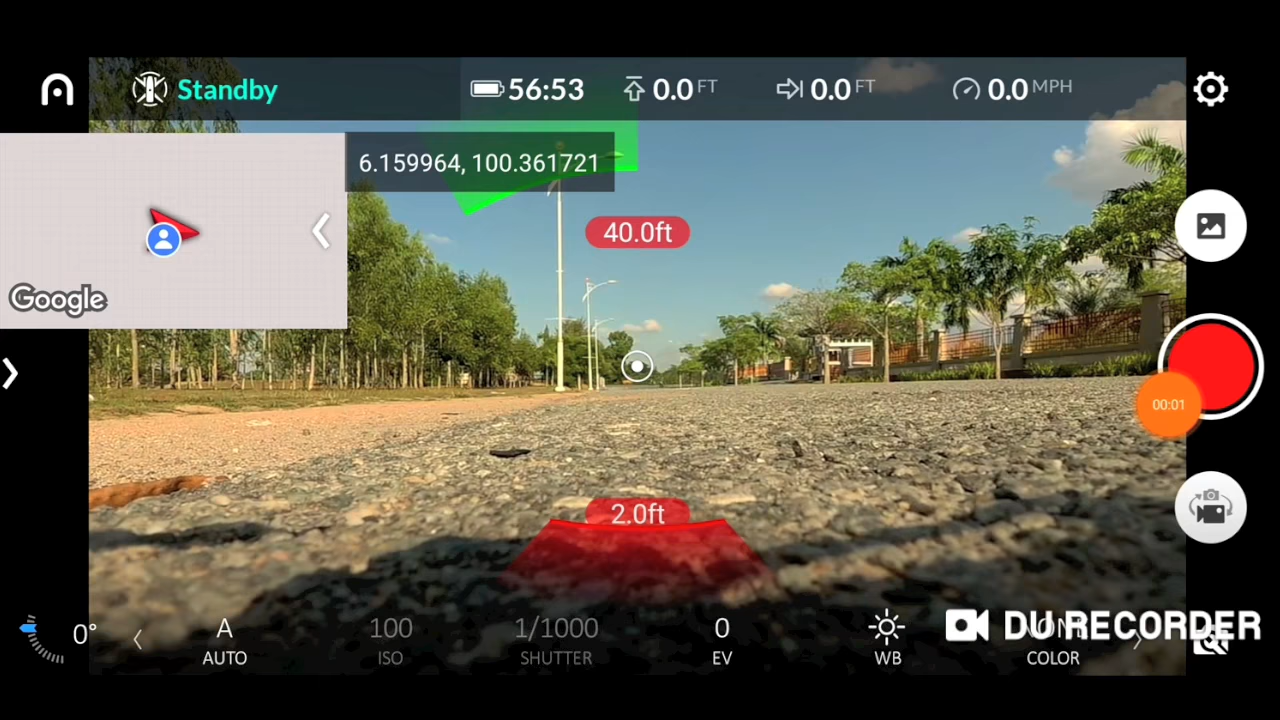 Standby
56:53
0.0 FT
0.0 FT
0.0 MPH
6.159964, 100.361721
40.0ft
Google
00:01
2.0ft
0°
A
AUTO
100
ISO
1/1000
SHUTTER
0
EV
WB
COLOR
DU RECORDER